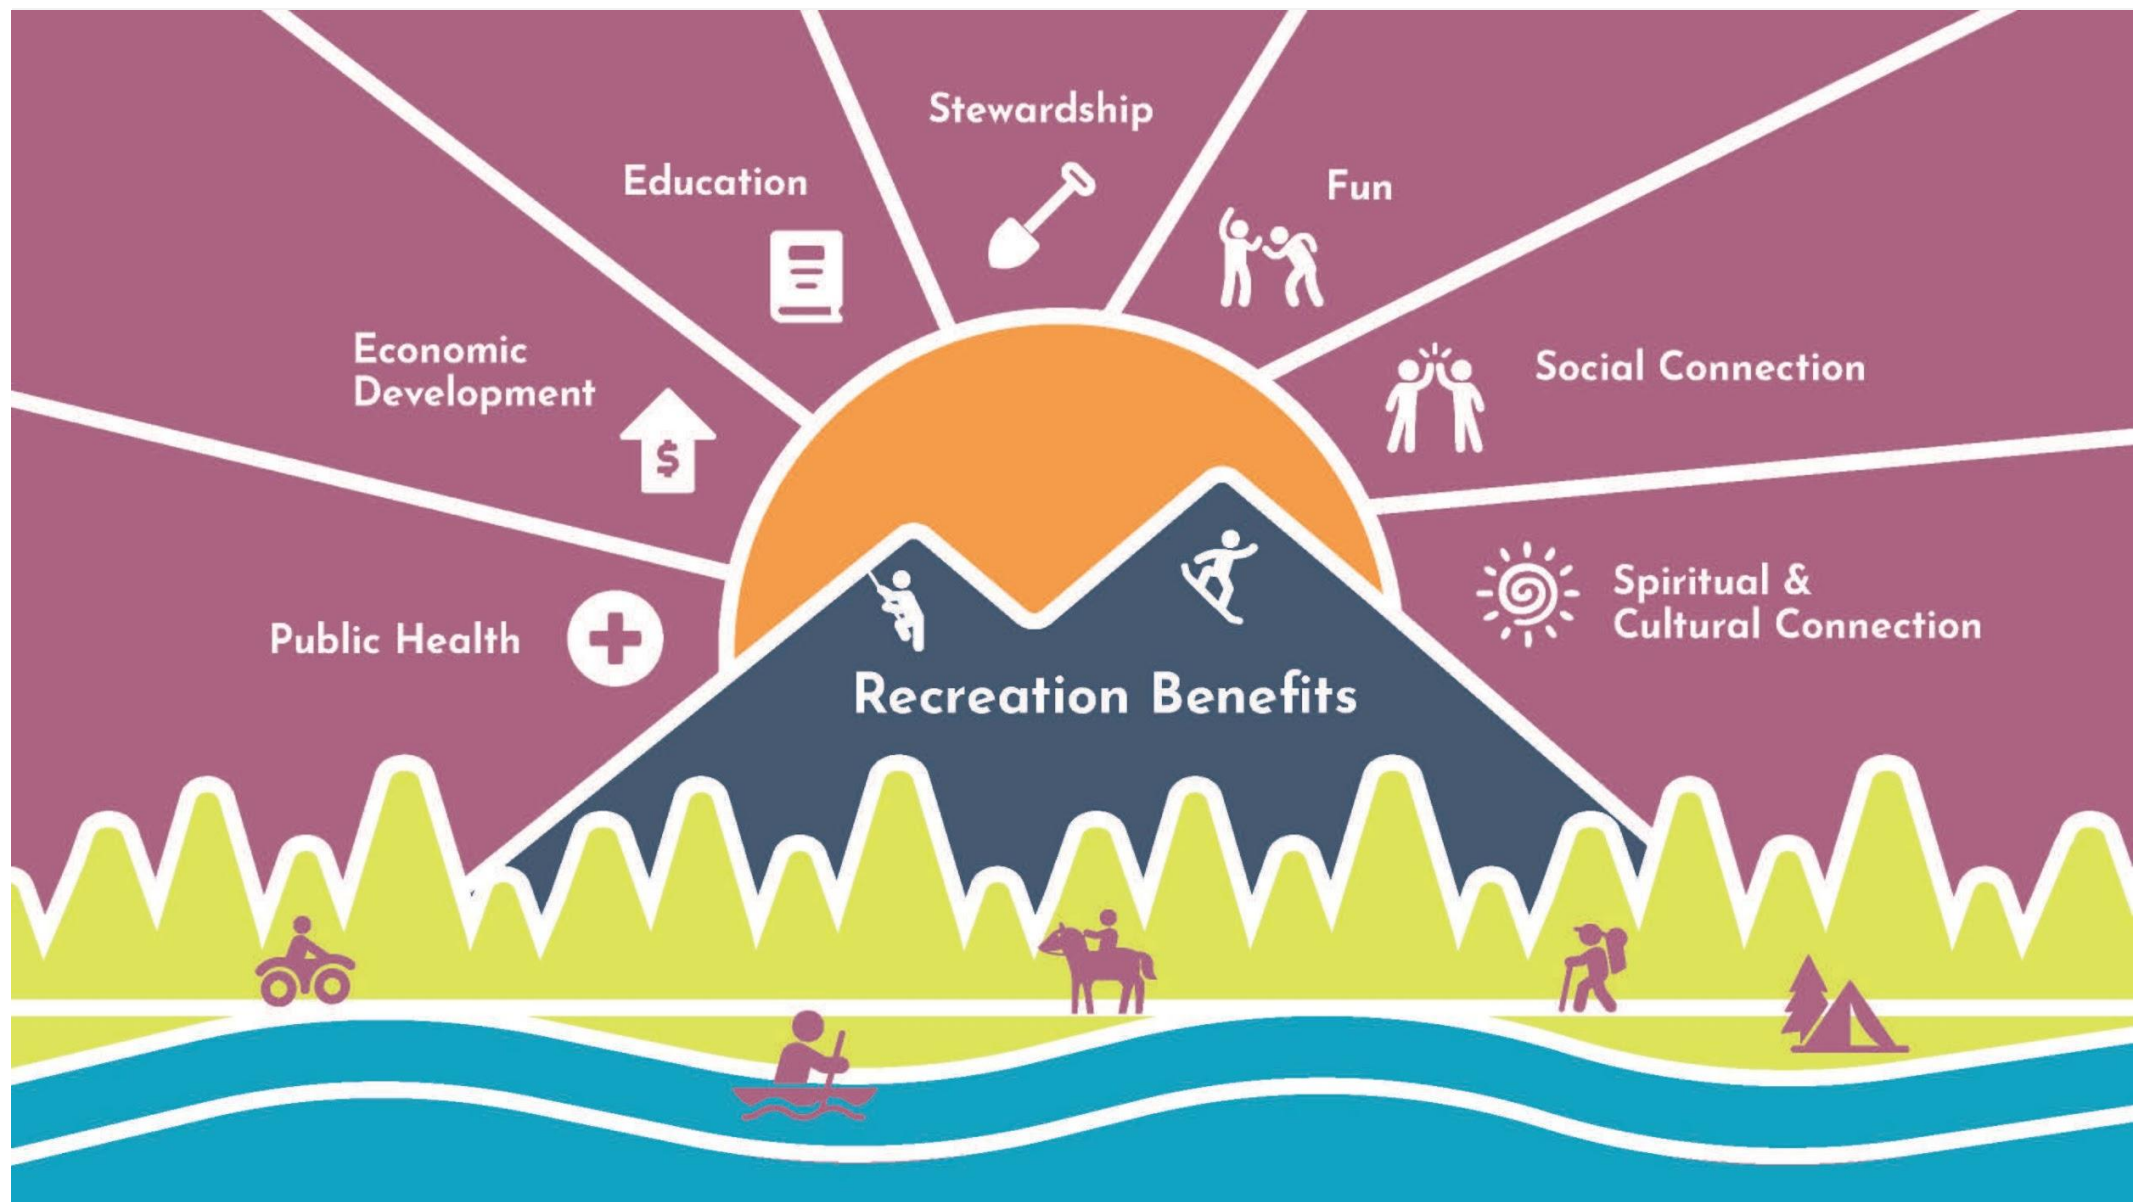 Stewardship
Education
Fun
Economic
Development
Social Connection
Spiritual &
Cultural Connection
Public Health
$
Recreation Benefits